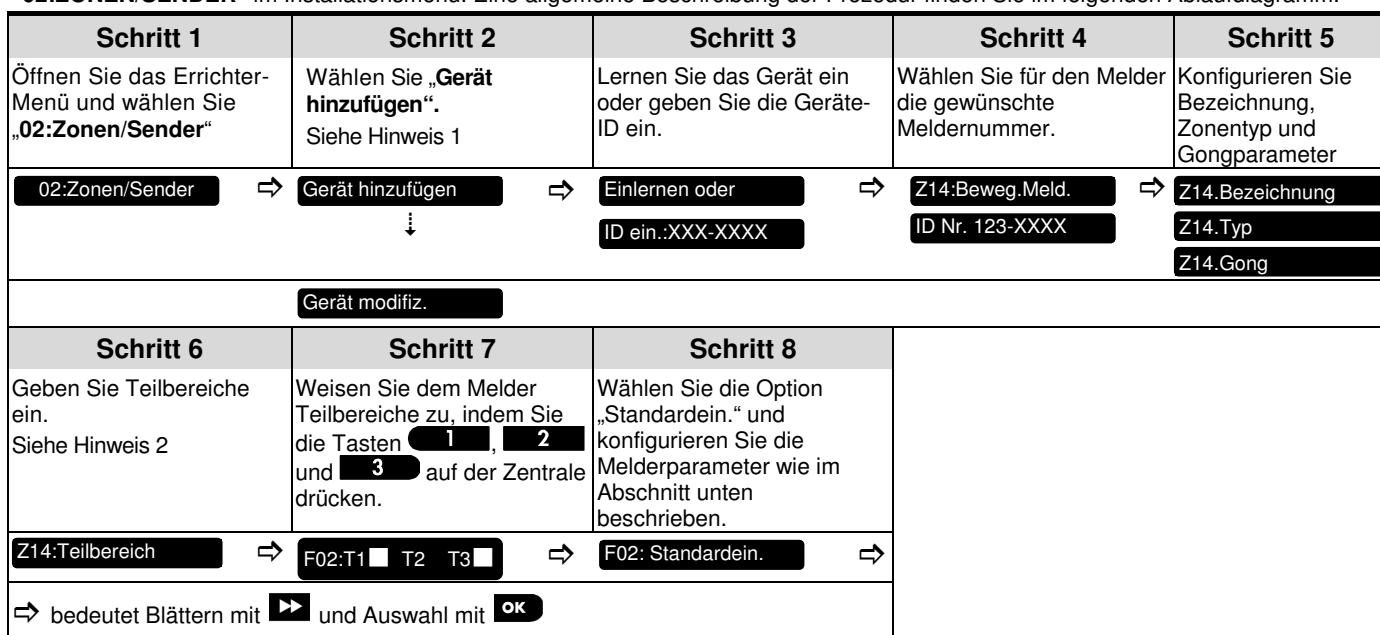 "02:ZONEN/SENDER" im Installationsmenü. Eine allgemeine Beschreibung der Prozedur finden Sie im folgenden Ablaufdiagramm.
Schritt 1
Öffnen Sie das Errichter-
Menü und wählen Sie
„02:Zonen/Sender“
Schritt 2
Wählen Sie „Gerät
hinzufügen“.
Siehe Hinweis 1
Schritt 3
Lernen Sie das Gerät ein
oder geben Sie die Geräte-
ID ein.
Schritt 4
Wählen Sie für den Melder
die gewünschte
Meldernummer.
Schritt 5
Konfigurieren Sie
Bezeichnung,
Zonentyp und
Gongparameter
02:Zonen/Sender ⇨
Gerät hinzufügen ⇨
⇣
Einlernen oder ⇨
ID ein.:XXX-XXXX
Z14:Beweg.Meld. ⇨
ID Nr. 123-XXXX
Z14.Bezeichnung
Z14.Typ
Z14.Gong
Gerät modifiz.
Schritt 6
Geben Sie Teilbereiche
ein.
Siehe Hinweis 2
Schritt 7
Weisen Sie dem Melder
Teilbereiche zu, indem Sie
die Tasten 1, 2
und 3 auf der Zentrale
drücken.
Schritt 8
Wählen Sie die Option
„Standardein.“ und
konfigurieren Sie die
Melderparameter wie im
Abschnitt unten
beschrieben.
Z14:Teilbereich ⇨
F02:T1■ T2 T3■ ⇨
F02: Standardein. ⇨
⇨ bedeutet Blättern mit ▶▶ und Auswahl mit OK